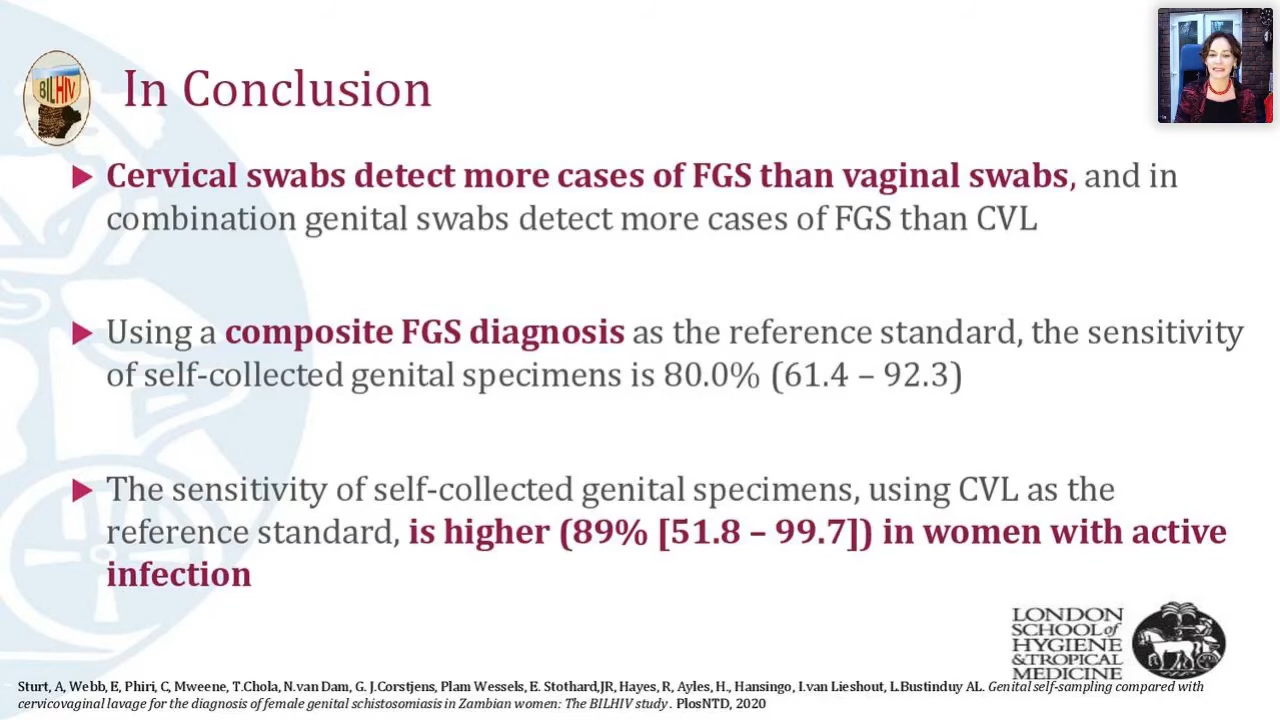 BILHIV
In Conclusion
Cervical swabs detect more cases of FGS than vaginal swabs, and in
combination genital swabs detect more cases of FGS than CVL
Using a composite FGS diagnosis as the reference standard, the sensitivity
of self-collected genital specimens is 80.0% (61.4 – 92.3)
The sensitivity of self-collected genital specimens, using CVL as the
reference standard, is higher (89% [51.8 – 99.7]) in women with active
infection
LONDON
SCHOOL of
HYGIENE
& TROPICAL
MEDICINE
Sturt, A, Webb, E, Phiri, C, Mweene, T.Chola, N.van Dam, G. J.Corstjens, Plam Wessels, E. Stothard,JR, Hayes, R, Ayles, H., Hansingo, I.van Lieshout, L.Bustinduy AL. Genital self-sampling compared with
cervicovaginal lavage for the diagnosis of female genital schistosomiasis in Zambian women: The BILHIV study. PlosNTD, 2020